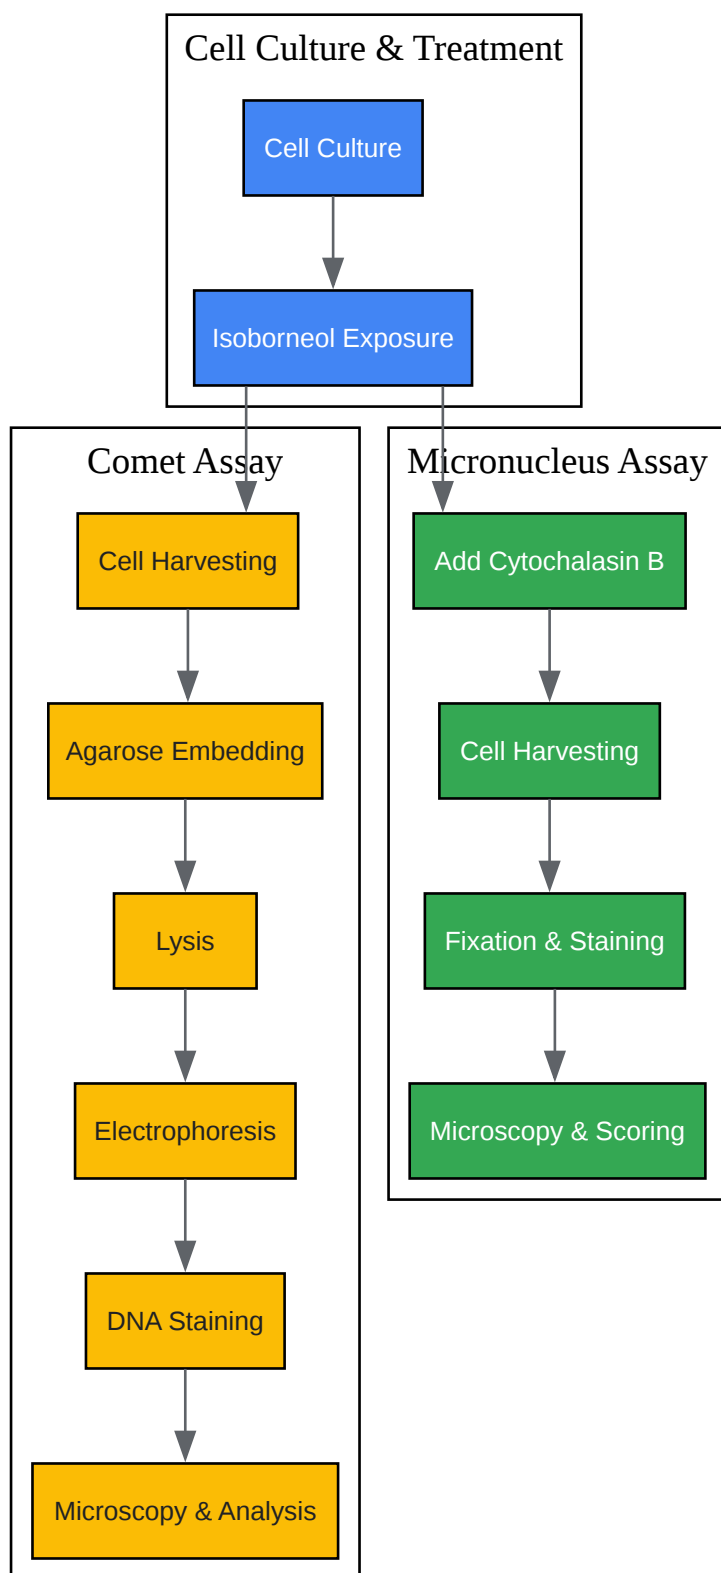 Cell Culture & Treatment
Cell Culture
Isoborneol Exposure
Comet Assay
Cell Harvesting
Agarose Embedding
Lysis
Electrophoresis
DNA Staining
Microscopy & Analysis
Micronucleus Assay
Add Cytochalasin B
Cell Harvesting
Fixation & Staining
Microscopy & Scoring